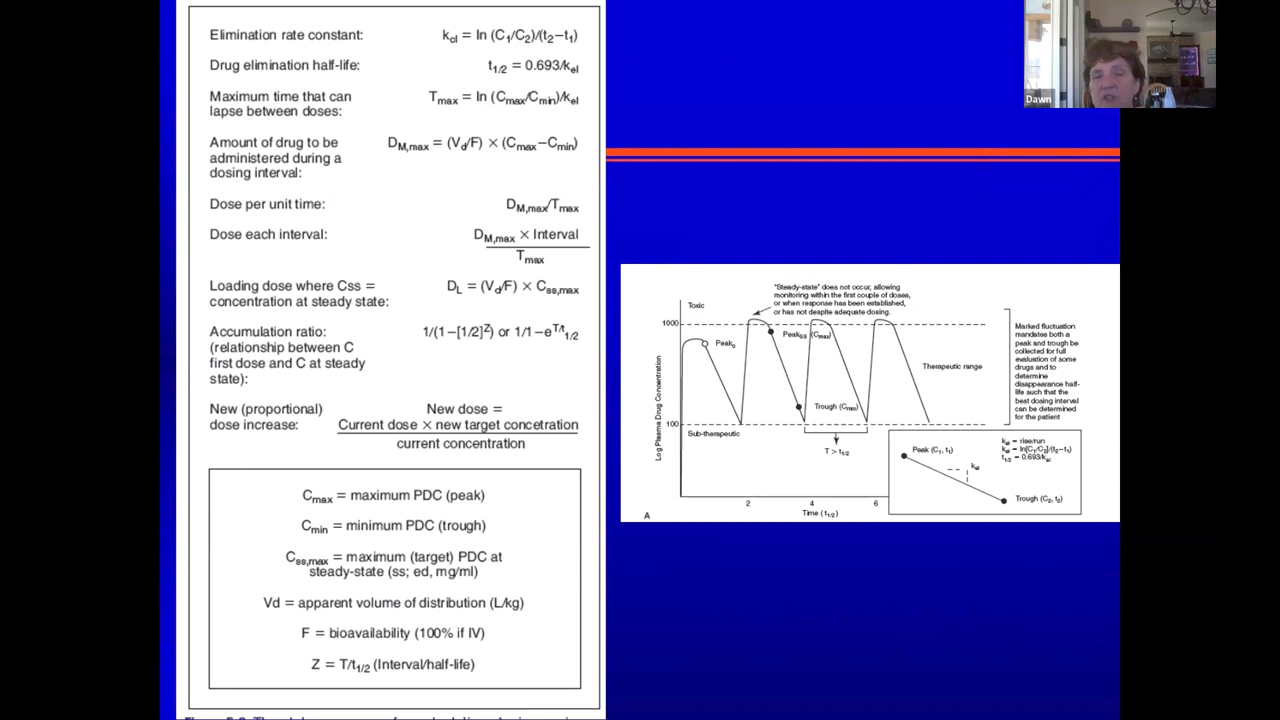 Elimination rate constant: kel = ln (C1/C2)/(t2–t1)
Drug elimination half-life: t1/2 = 0.693/kel
Maximum time that can Tmax = ln (Cmax/Cmin)/kel
lapse between doses:
Amount of drug to be DM,max = (Vd/F) × (Cmax–Cmin)
administered during a
dosing interval:
Dose per unit time: DM,max/Tmax
Dose each interval: DM,max × Interval
Tmax
Loading dose where Css = DL = (Vd/F) × Css,max
concentration at steady state:
Accumulation ratio: 1/(1–[1/2]Z) or 1/1–eT/t1/2
(relationship between C
first dose and C at steady
state):
New (proportional) New dose =
dose increase: Current dose × new target concetration
current concentration
Cmax = maximum PDC (peak)
Cmin = minimum PDC (trough)
Css,max = maximum (target) PDC at
steady-state (ss; ed, mg/ml)
Vd = apparent volume of distribution (L/kg)
F = bioavailability (100% if IV)
Z = T/t1/2 (Interval/half-life)
Dawn
"Steady-state" does not occur, allowing
monitoring within the first couple of doses,
or when response has been established,
or has not despite adequate dosing.
Toxic
1000
Peak0
Peakss (Cmax)
Therapeutic range
Trough (Cmin)
100
Sub-therapeutic
T > t1/2
Log Plasma Drug Concentration
2 4 6
Time (t1/2)
A
Marked fluctuation
mandates both a
peak and trough be
collected for full
evaluation of some
drugs and to
determine
disappearance half-
life such that the
best dosing interval
can be determined
for the patient
Peak (C1, t1)
kel
kel – rise/run
kel – ln[C1/C2]/(t2–t1)
t1/2 = 0.693/kel
Trough (C2, t2)